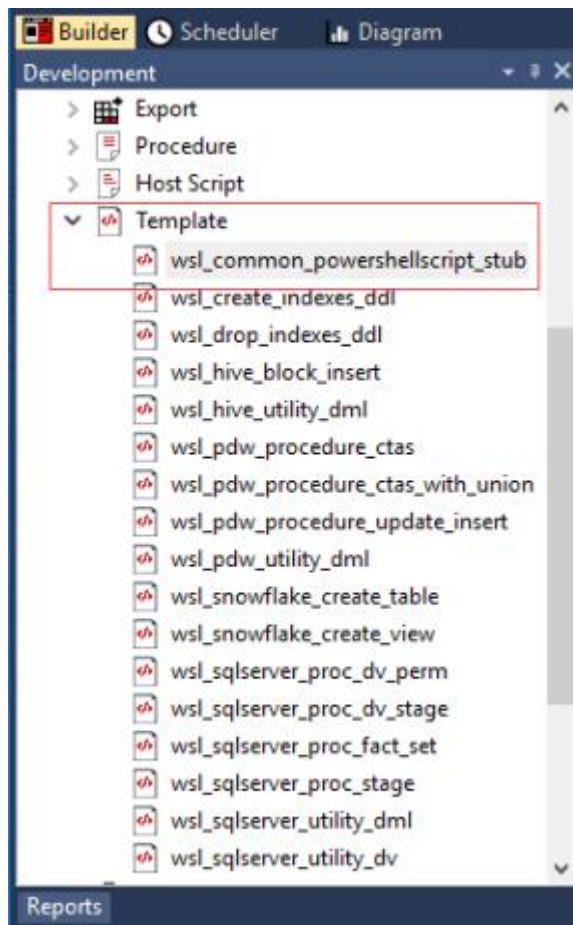 Builder Scheduler Diagram
Development
Export
Procedure
Host Script
Template
wsl_common_powershellscript_stub
wsl_create_indexes_ddl
wsl_drop_indexes_ddl
wsl_hive_block_insert
wsl_hive_utility_dml
wsl_pdw_procedure_ctas
wsl_pdw_procedure_ctas_with_union
wsl_pdw_procedure_update_insert
wsl_pdw_utility_dml
wsl_snowflake_create_table
wsl_snowflake_create_view
wsl_sqlserver_proc_dv_perm
wsl_sqlserver_proc_dv_stage
wsl_sqlserver_proc_fact_set
wsl_sqlserver_proc_stage
wsl_sqlserver_utility_dml
wsl_sqlserver_utility_dv
Reports